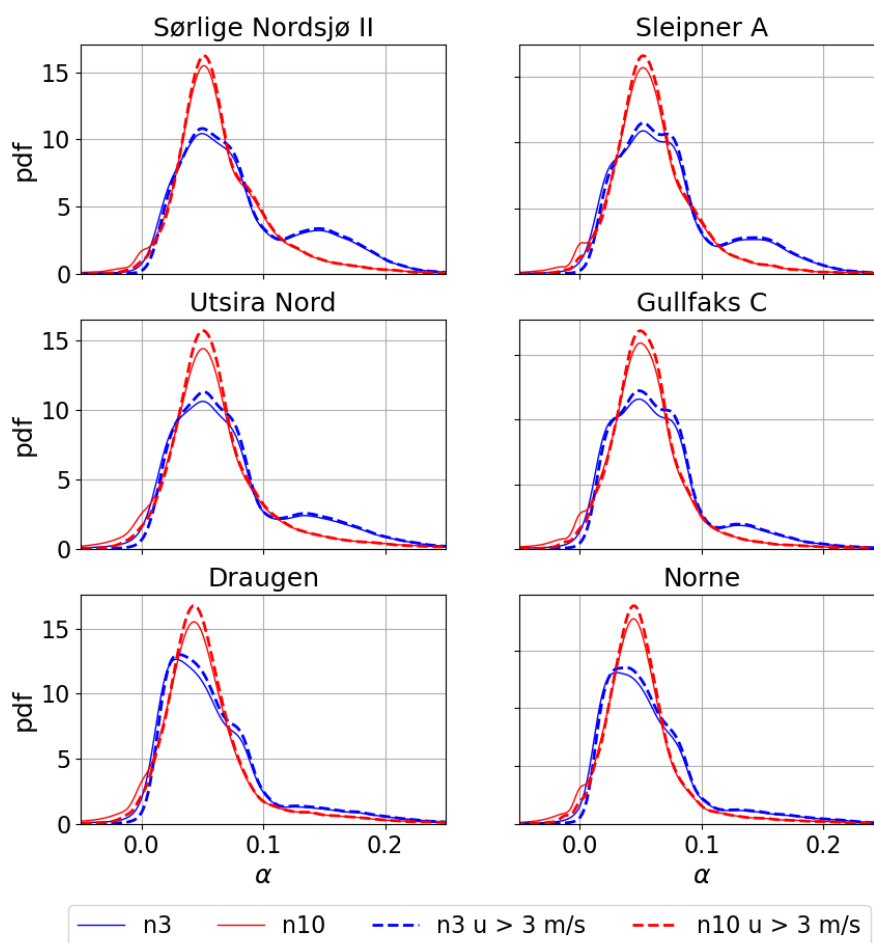 Sørlige Nordsjø II
Sleipner A
15
10
5
0
pdf
Utsira Nord
Gullfaks C
15
10
5
0
pdf
Draugen
Norne
15
10
5
0
pdf
0.0 0.1 0.2
0.0 0.1 0.2
α
α
n3 n10 n3 u > 3 m/s n10 u > 3 m/s